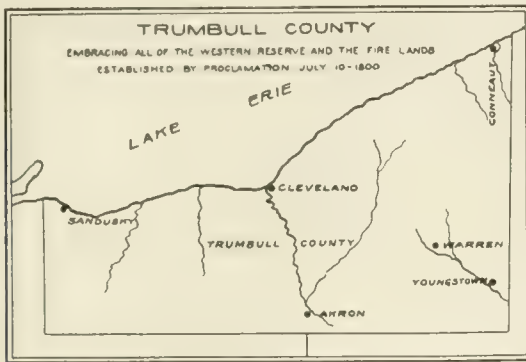 TRUMBULL COUNTY
EMBRACING ALL OF THE WESTERN RESERVE AND THE FIRE LANDS
ESTABLISHED BY PROCLAMATION JULY 10-1800
LAKE ERIE
CONNEAUT
CLEVELAND
SANDUSKY
TRUMBULL COUNTY
WARREN
YOUNGSTOWN
AKRON